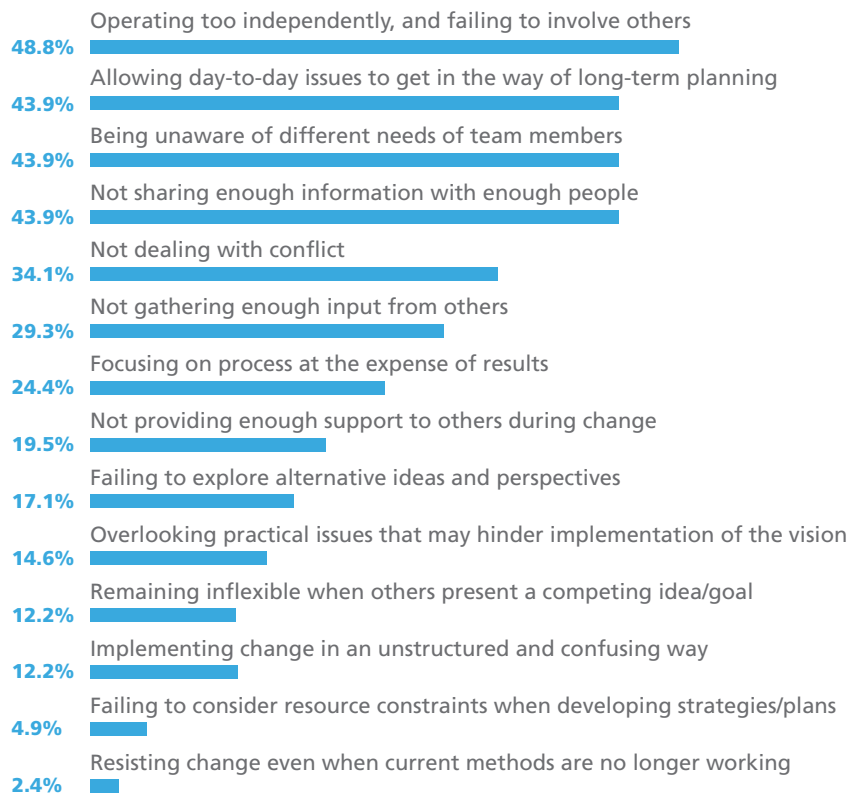 Operating too independently, and failing to involve others
48.8%
Allowing day-to-day issues to get in the way of long-term planning
43.9%
Being unaware of different needs of team members
43.9%
Not sharing enough information with enough people
43.9%
Not dealing with conflict
34.1%
Not gathering enough input from others
29.3%
Focusing on process at the expense of results
24.4%
Not providing enough support to others during change
19.5%
Failing to explore alternative ideas and perspectives
17.1%
Overlooking practical issues that may hinder implementation of the vision
14.6%
Remaining inflexible when others present a competing idea/goal
12.2%
Implementing change in an unstructured and confusing way
12.2%
Failing to consider resource constraints when developing strategies/plans
4.9%
Resisting change even when current methods are no longer working
2.4%